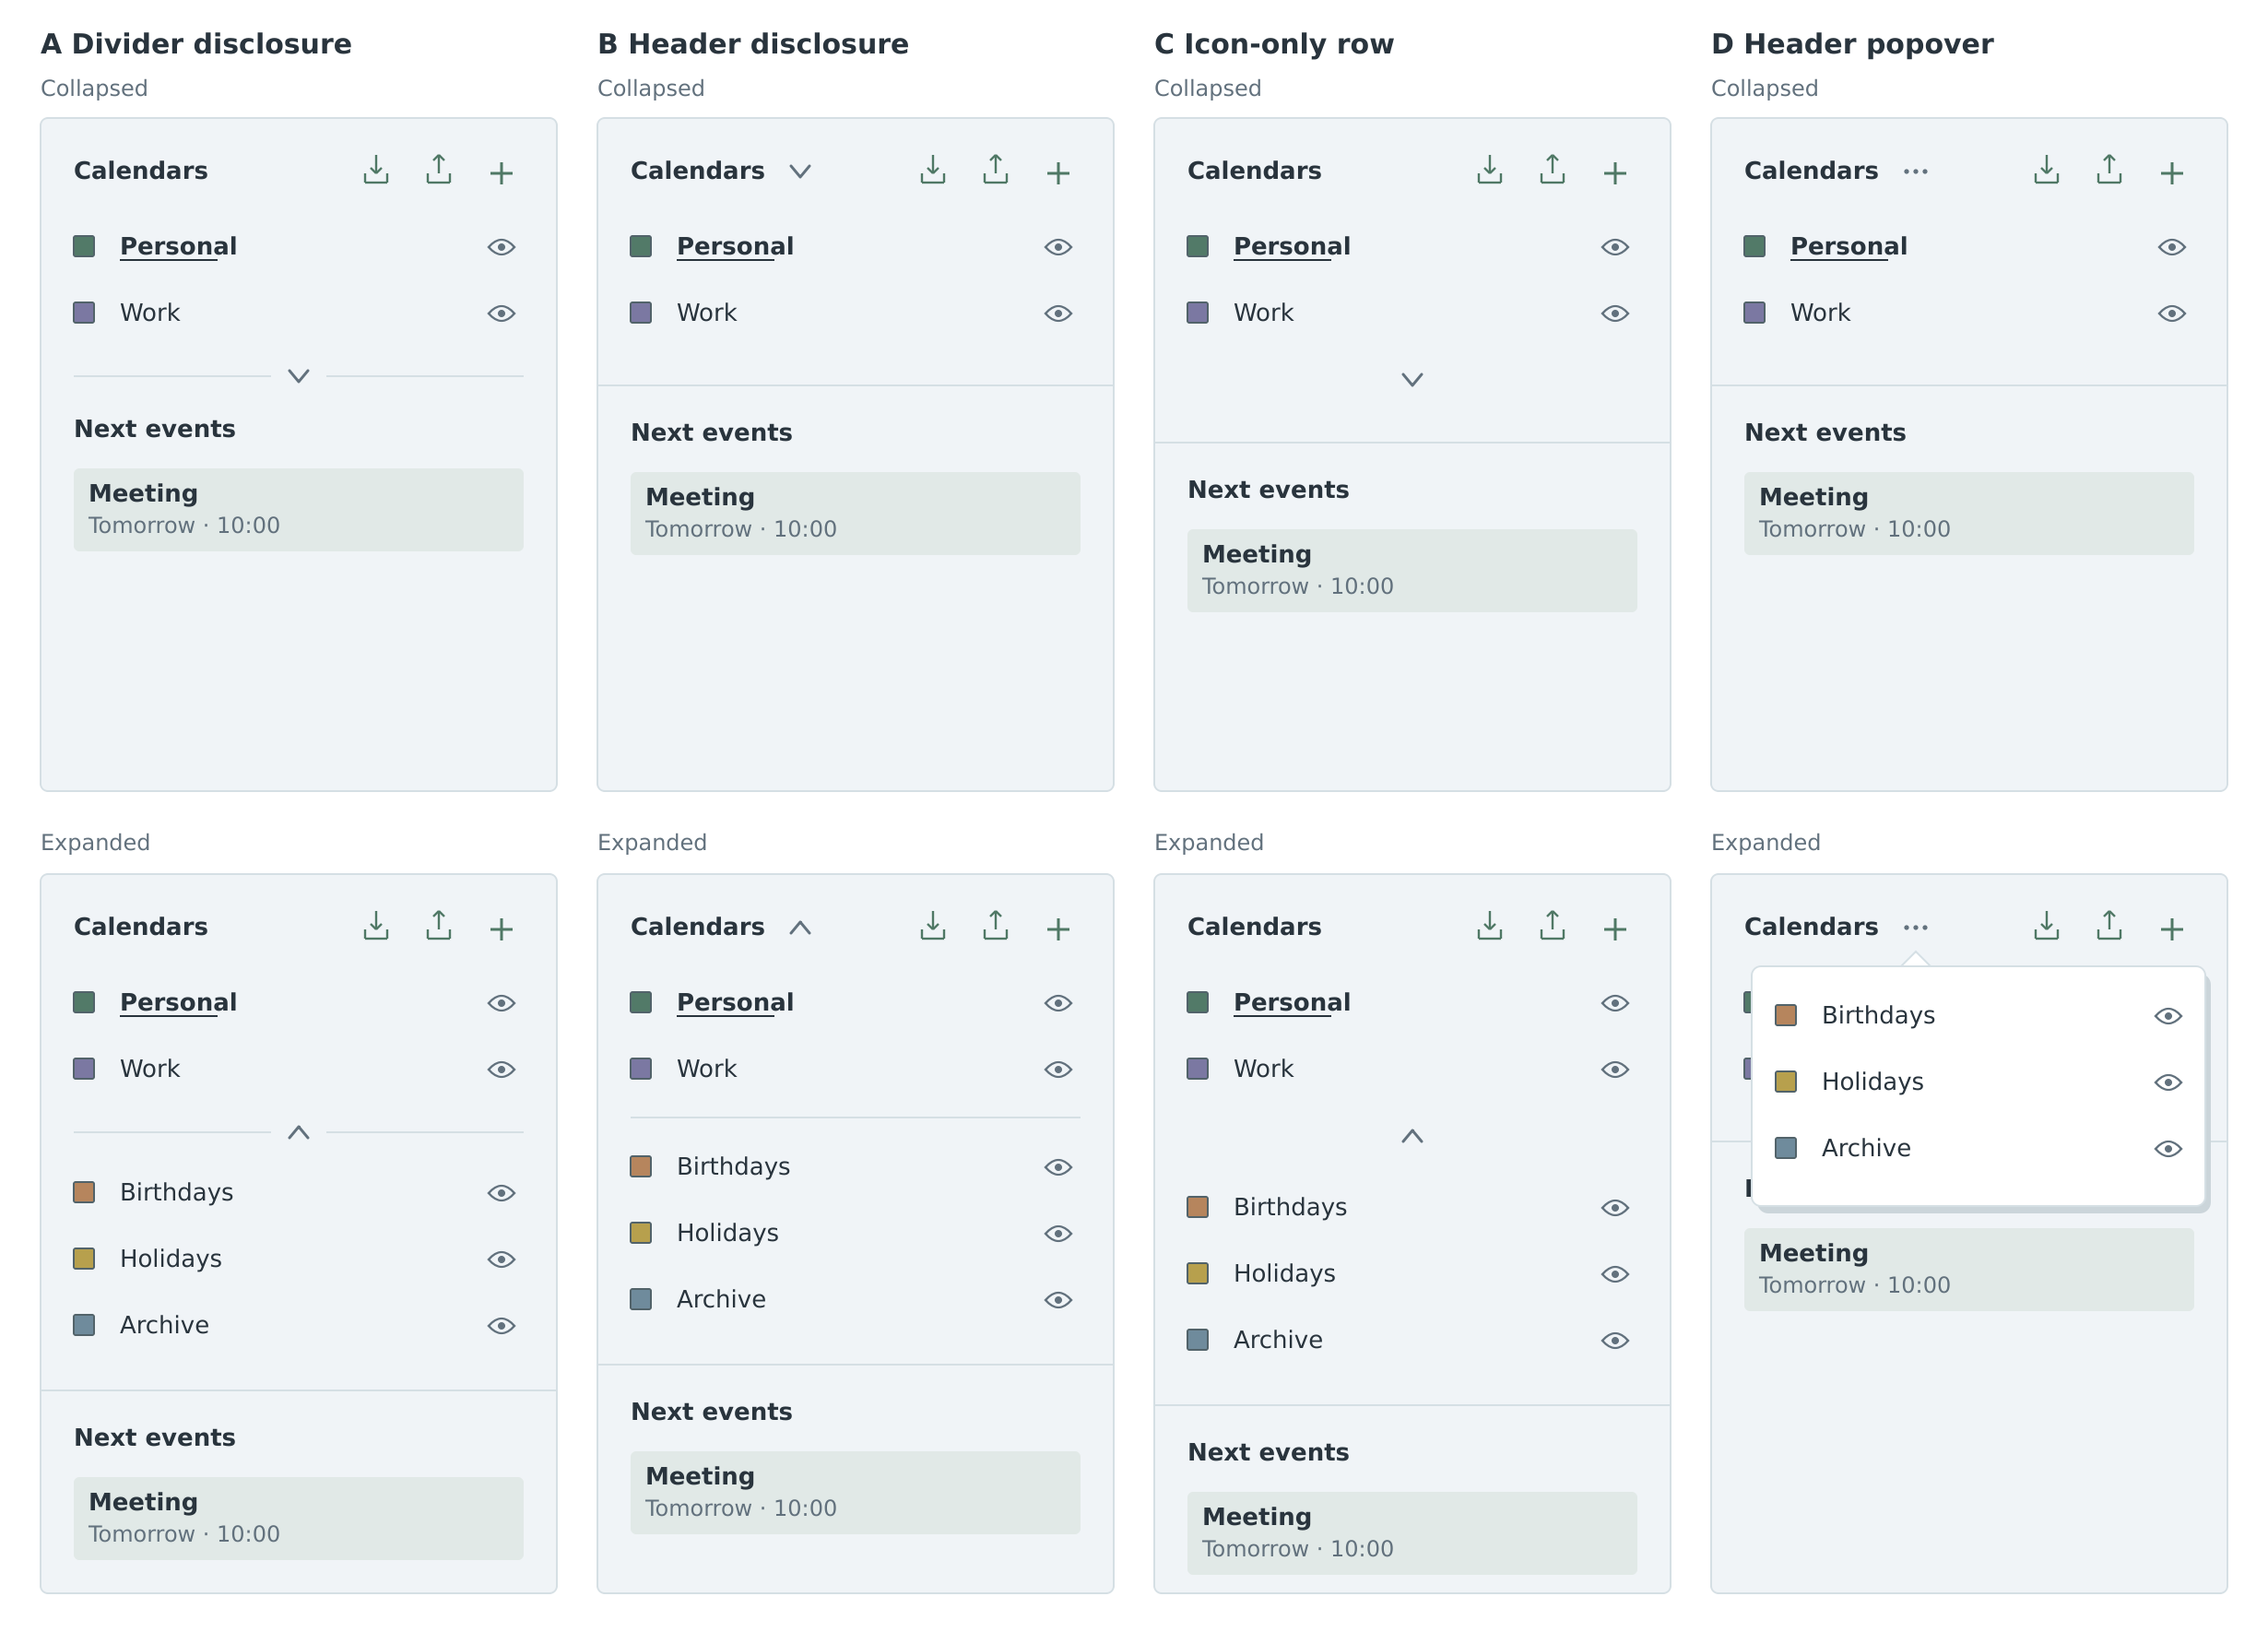 A Divider disclosure
Collapsed
Calendars
Personal
Work
Next events
Meeting
Tomorrow · 10:00
B Header disclosure
Collapsed
Calendars
Personal
Work
Next events
Meeting
Tomorrow · 10:00
C Icon-only row
Collapsed
Calendars
Personal
Work
Next events
Meeting
Tomorrow · 10:00
D Header popover
Collapsed
Calendars
Personal
Work
Next events
Meeting
Tomorrow · 10:00
Expanded
Calendars
Personal
Work
Birthdays
Holidays
Archive
Next events
Meeting
Tomorrow · 10:00
Expanded
Calendars
Personal
Work
Birthdays
Holidays
Archive
Next events
Meeting
Tomorrow · 10:00
Expanded
Calendars
Personal
Work
Birthdays
Holidays
Archive
Next events
Meeting
Tomorrow · 10:00
Expanded
Calendars
Birthdays
Holidays
Archive
Meeting
Tomorrow · 10:00